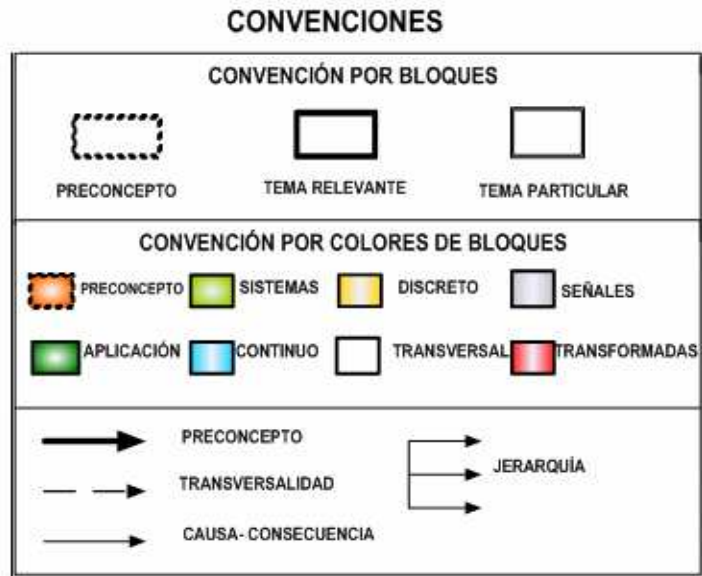 CONVENCIONES
CONVENCIÓN POR BLOQUES
PRECONCEPTO
TEMA RELEVANTE
TEMA PARTICULAR
CONVENCIÓN POR COLORES DE BLOQUES
PRECONCEPTO
SISTEMAS
DISCRETO
SEÑALES
APLICACIÓN
CONTINUO
TRANSVERSAL
TRANSFORMADAS
PRECONCEPTO
TRANSVERSALIDAD
CAUSA- CONSECUENCIA
JERARQUÍA